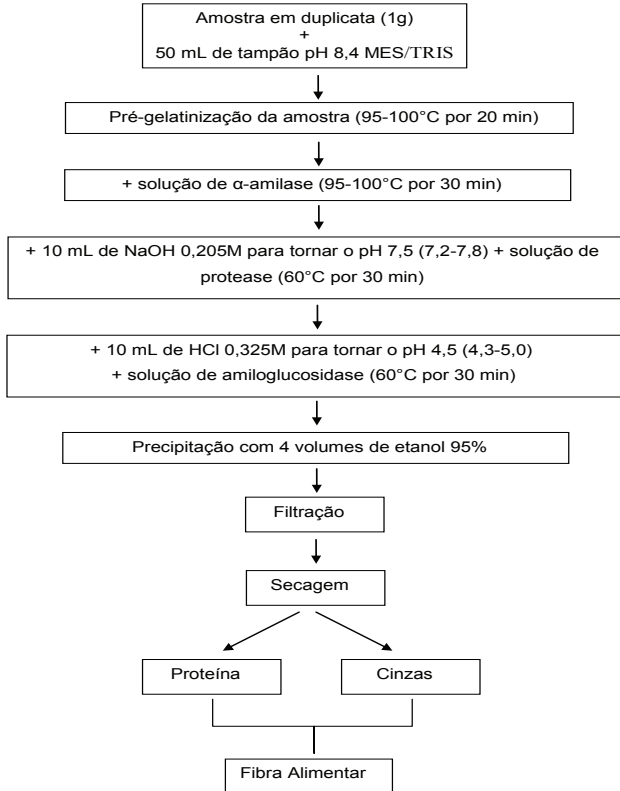 Amostra em duplicata (1g)
+
50 mL de tampão pH 8,4 MES/TRIS
Pré-gelatinização da amostra (95-100°C por 20 min)
+ solução de α-amilase (95-100°C por 30 min)
+ 10 mL de NaOH 0,205M para tornar o pH 7,5 (7,2-7,8) + solução de
protease (60°C por 30 min)
+ 10 mL de HCl 0,325M para tornar o pH 4,5 (4,3-5,0)
+ solução de amiloglucosidase (60°C por 30 min)
Precipitação com 4 volumes de etanol 95%
Filtração
Secagem
Proteína
Cinzas
Fibra Alimentar